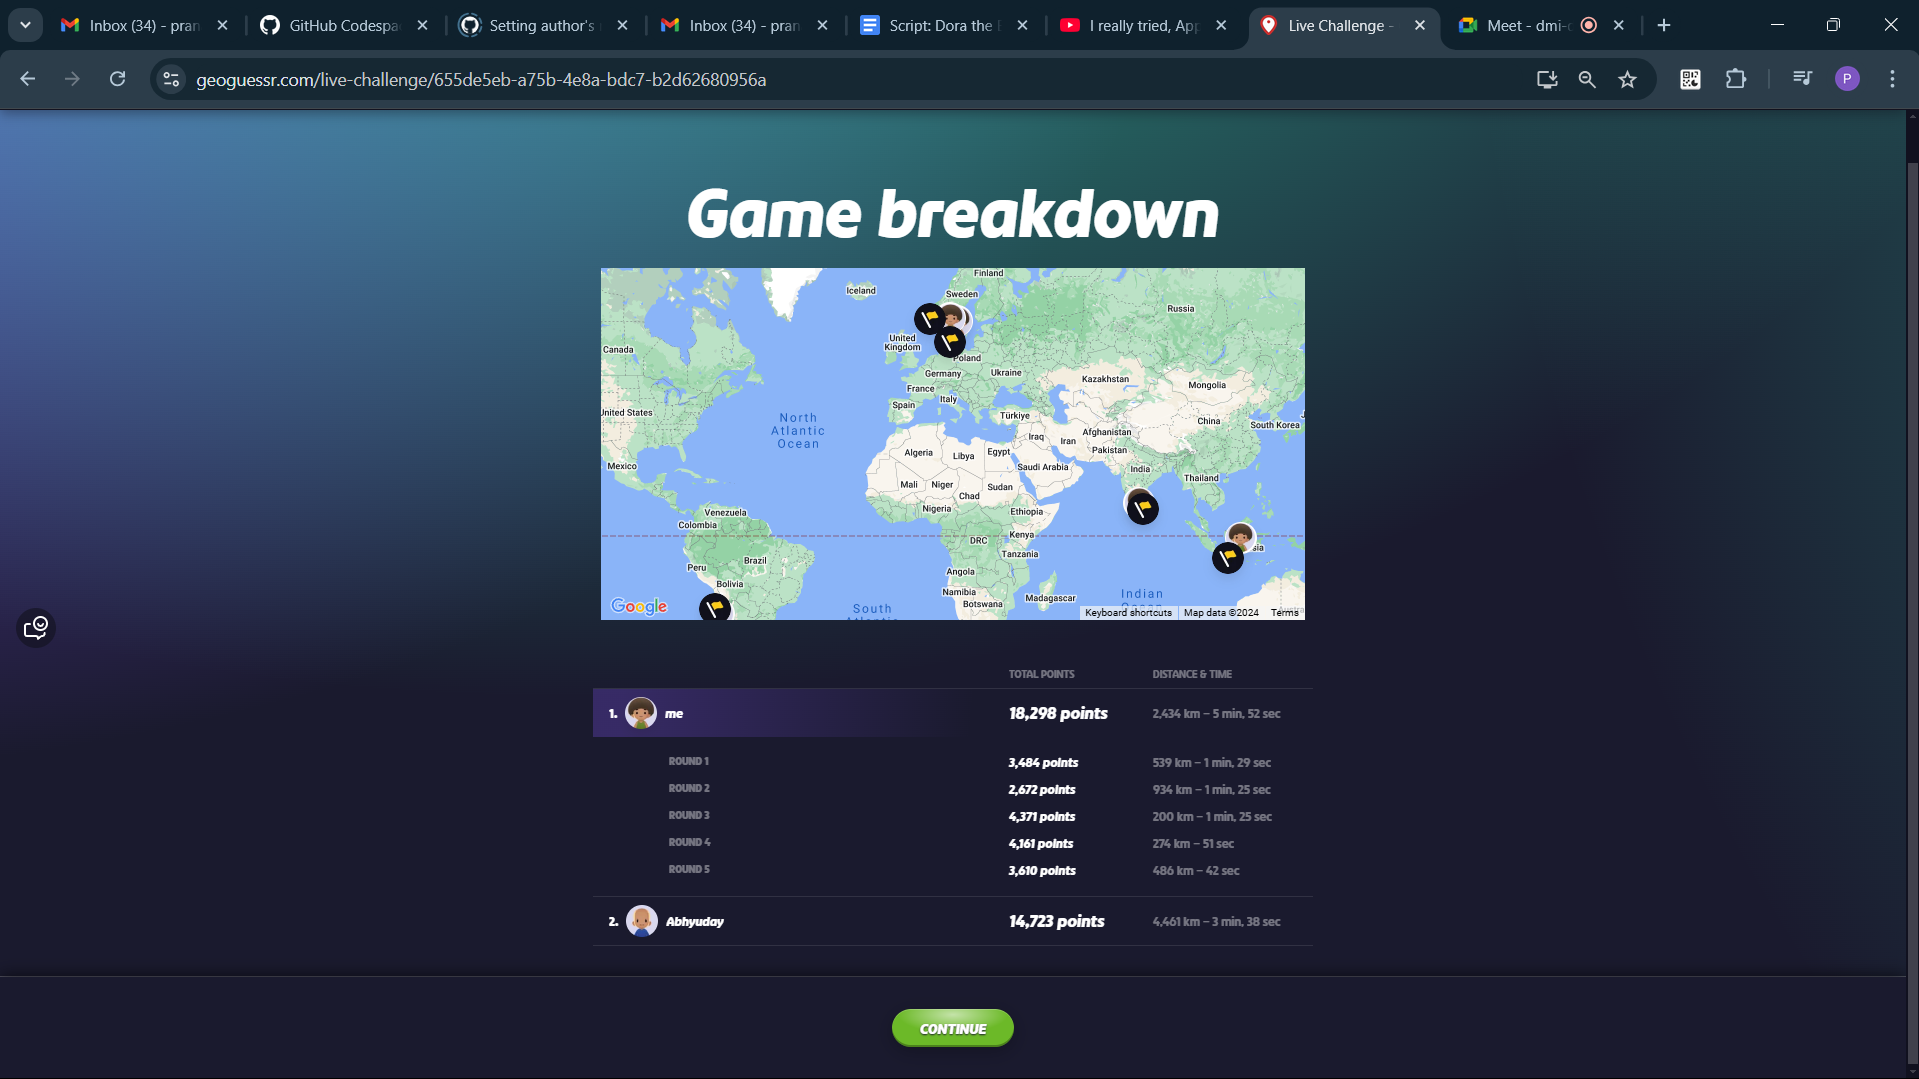 Inbox (34) - pran
GitHub Codespac
Setting author's
Inbox (34) - pran
Script: Dora the
I really tried, App
Live Challenge -
Meet - dmi-
geoguessr.com/live-challenge/655de5eb-a75b-4e8a-bdc7-b2d62680956a
P
Game breakdown
Finland
Iceland
Sweden
Russia
United
Kingdom
Canada
Poland
Germany
Ukraine
Kazakhstan
Mongolia
France
Spain
Italy
United States
Türkiye
North
Atlantic
Ocean
China
South Korea
Afghanistan
Iraq
Iran
Pakistan
Algeria
Libya
Egypt
Saudi Arabia
India
Mexico
Thailand
Mali
Niger
Sudan
Chad
Nigeria
Ethiopia
Venezuela
Colombia
Kenya
DRC
Tanzania
sia
Brazil
Peru
Angola
Bolivia
Namibia
Botswana
Madagascar
Indian
South
Google
Keyboard shortcuts
Map data ©2024
Terms
TOTAL POINTS
DISTANCE & TIME
1. me 18,298 points 2,434 km – 5 min, 52 sec
ROUND 1 3,484 points 539 km – 1 min, 29 sec
ROUND 2 2,672 points 934 km – 1 min, 25 sec
ROUND 3 4,371 points 200 km – 1 min, 25 sec
ROUND 4 4,161 points 274 km – 51 sec
ROUND 5 3,610 points 486 km – 42 sec
2. Abhyuday 14,723 points 4,461 km – 3 min, 38 sec
CONTINUE